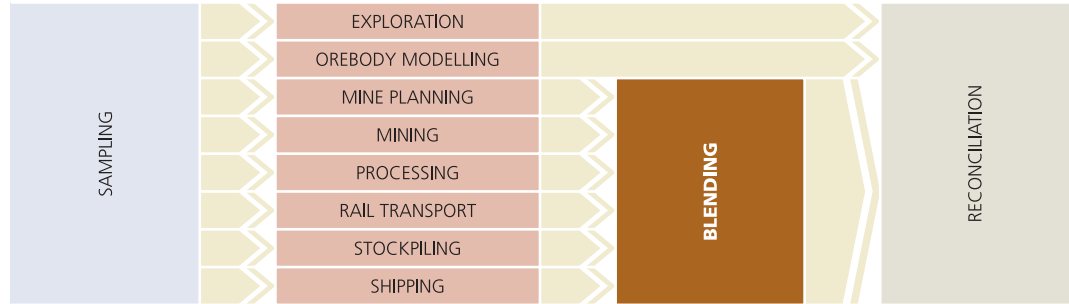 SAMPLING
EXPLORATION
OREBODY MODELLING
MINE PLANNING
MINING
PROCESSING
RAIL TRANSPORT
STOCKPILING
SHIPPING
BLENDING
RECONCILIATION